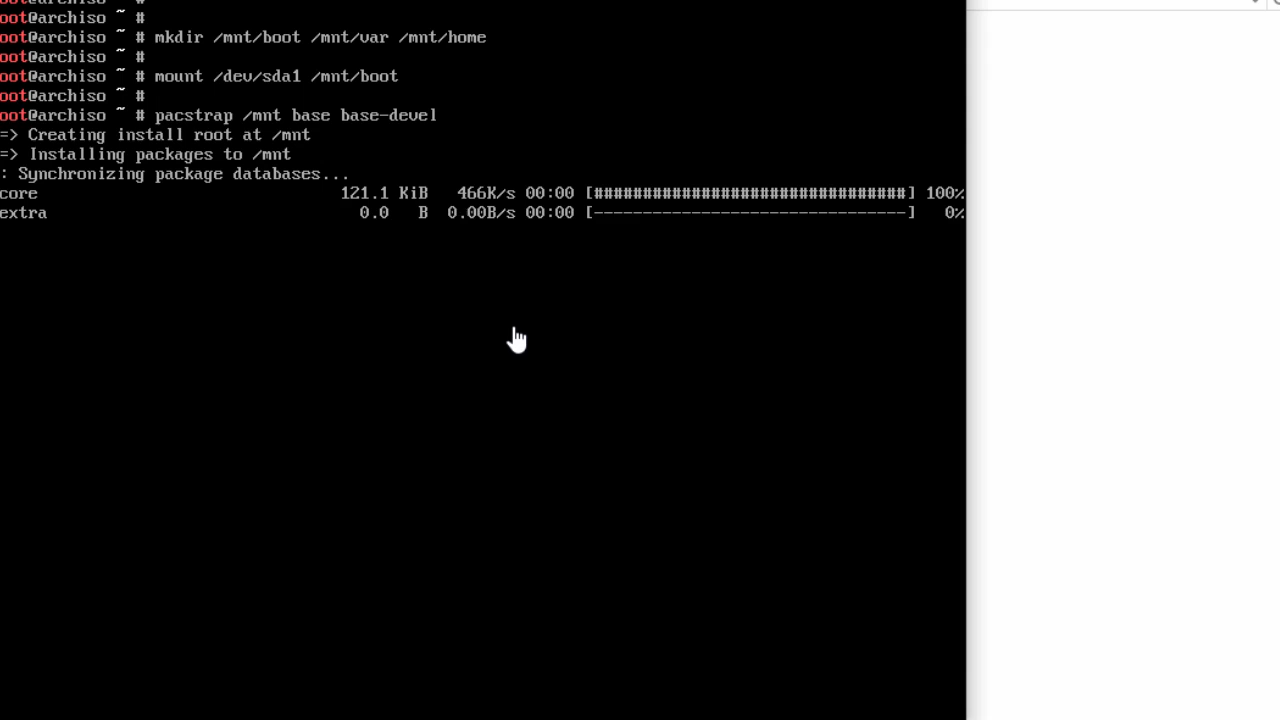 oot@archiso ~ #
oot@archiso ~ #
oot@archiso ~ # mkdir /mnt/boot /mnt/var /mnt/home
oot@archiso ~ #
oot@archiso ~ # mount /dev/sda1 /mnt/boot
oot@archiso ~ #
oot@archiso ~ # pacstrap /mnt base base-devel
=> Creating install root at /mnt
=> Installing packages to /mnt
: Synchronizing package databases...
core 121.1 KiB 466K/s 00:00 [################################] 100%
extra 0.0 B 0.00B/s 00:00 [--------------------------------] 0%